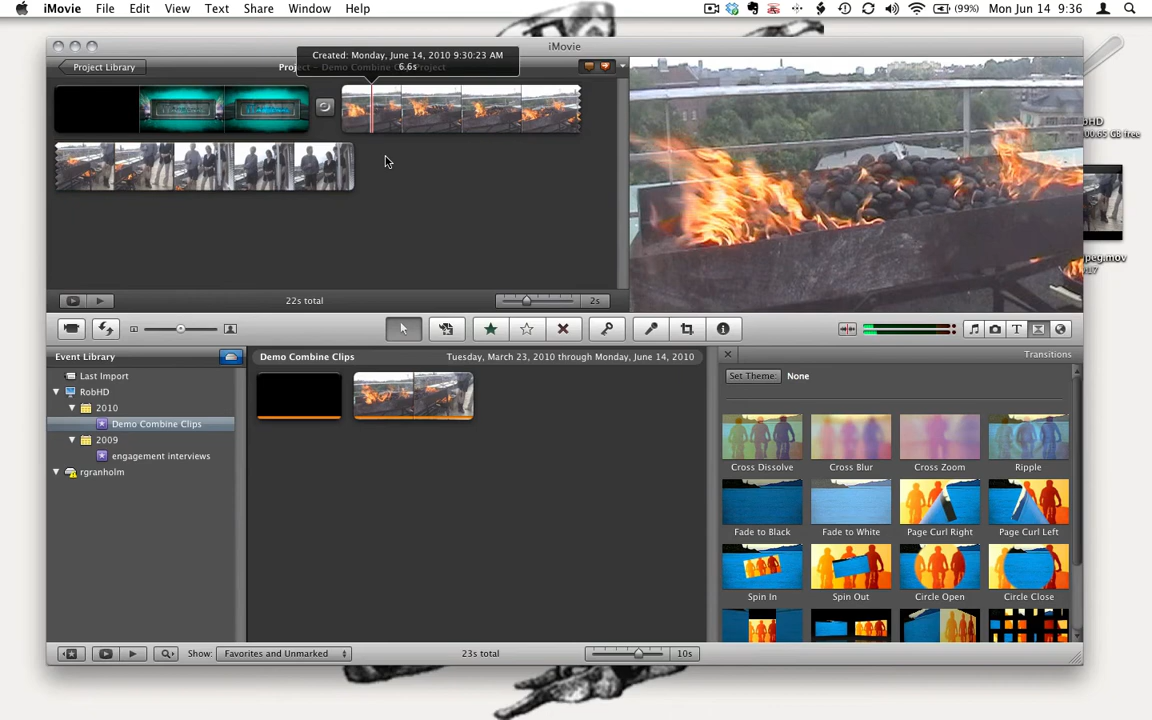 iMovie File Edit View Text Share Window Help
(99%) Mon Jun 14 9:36
iMovie
Created: Monday, June 14, 2010 9:30:23 AM
6.6s
Project Library
22s total
2s
Event Library
Last Import
RobHD
2010
Demo Combine Clips
2009
engagement interviews
rgranholm
Demo Combine Clips
Tuesday, March 23, 2010 through Monday, June 14, 2010
Transitions
Set Theme: None
Cross Dissolve Cross Blur Cross Zoom Ripple
Fade to Black Fade to White Page Curl Right Page Curl Left
Spin In Spin Out Circle Open Circle Close
Show: Favorites and Unmarked
23s total
10s
GB free
peg.mov